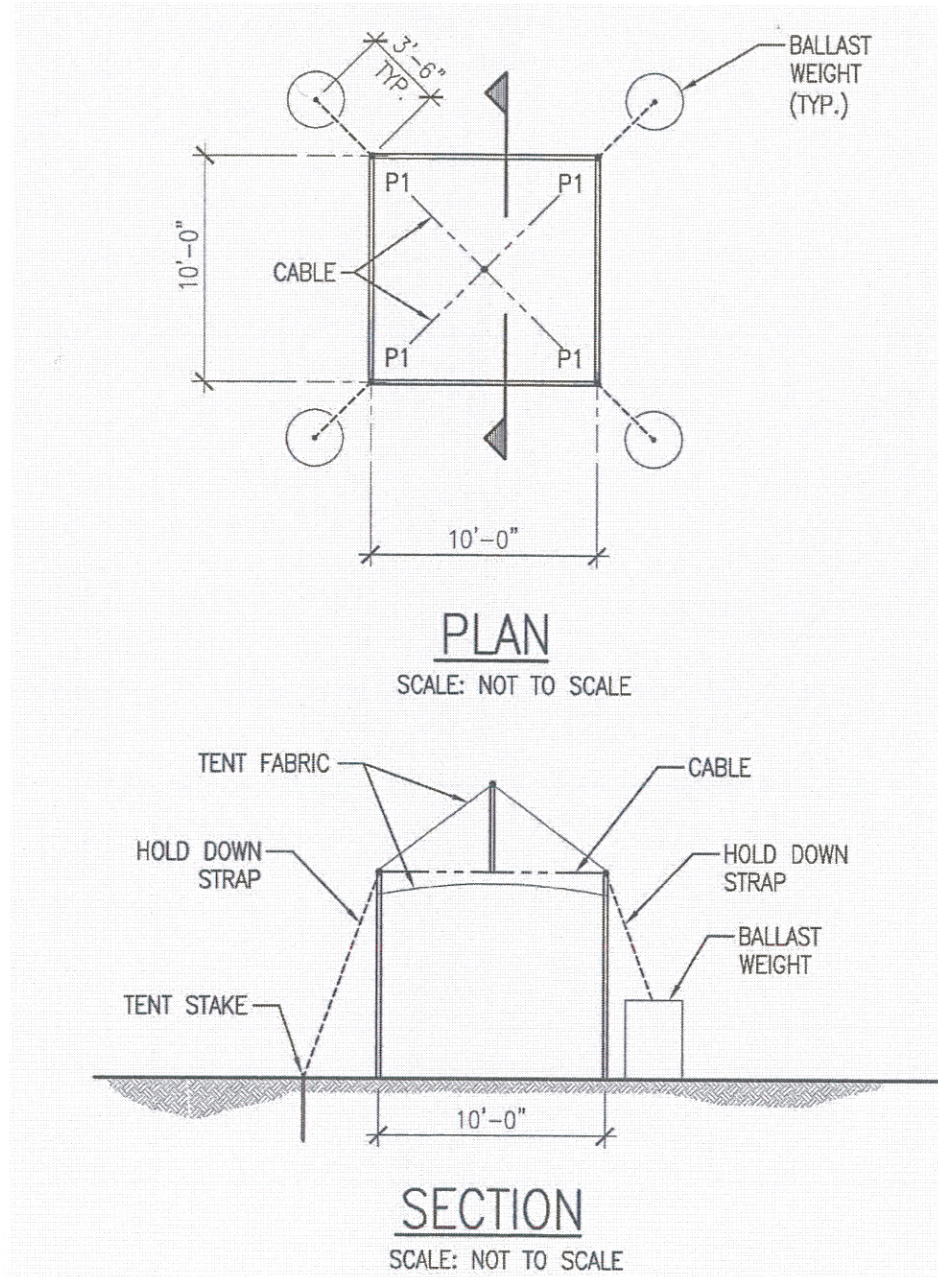 3'-6"
TYP.
BALLAST
WEIGHT
(TYP.)
P1
P1
10'-0"
CABLE
P1
P1
10'-0"
PLAN
SCALE: NOT TO SCALE
TENT FABRIC
CABLE
HOLD DOWN
STRAP
HOLD DOWN
STRAP
BALLAST
WEIGHT
TENT STAKE
10'-0"
SECTION
SCALE: NOT TO SCALE